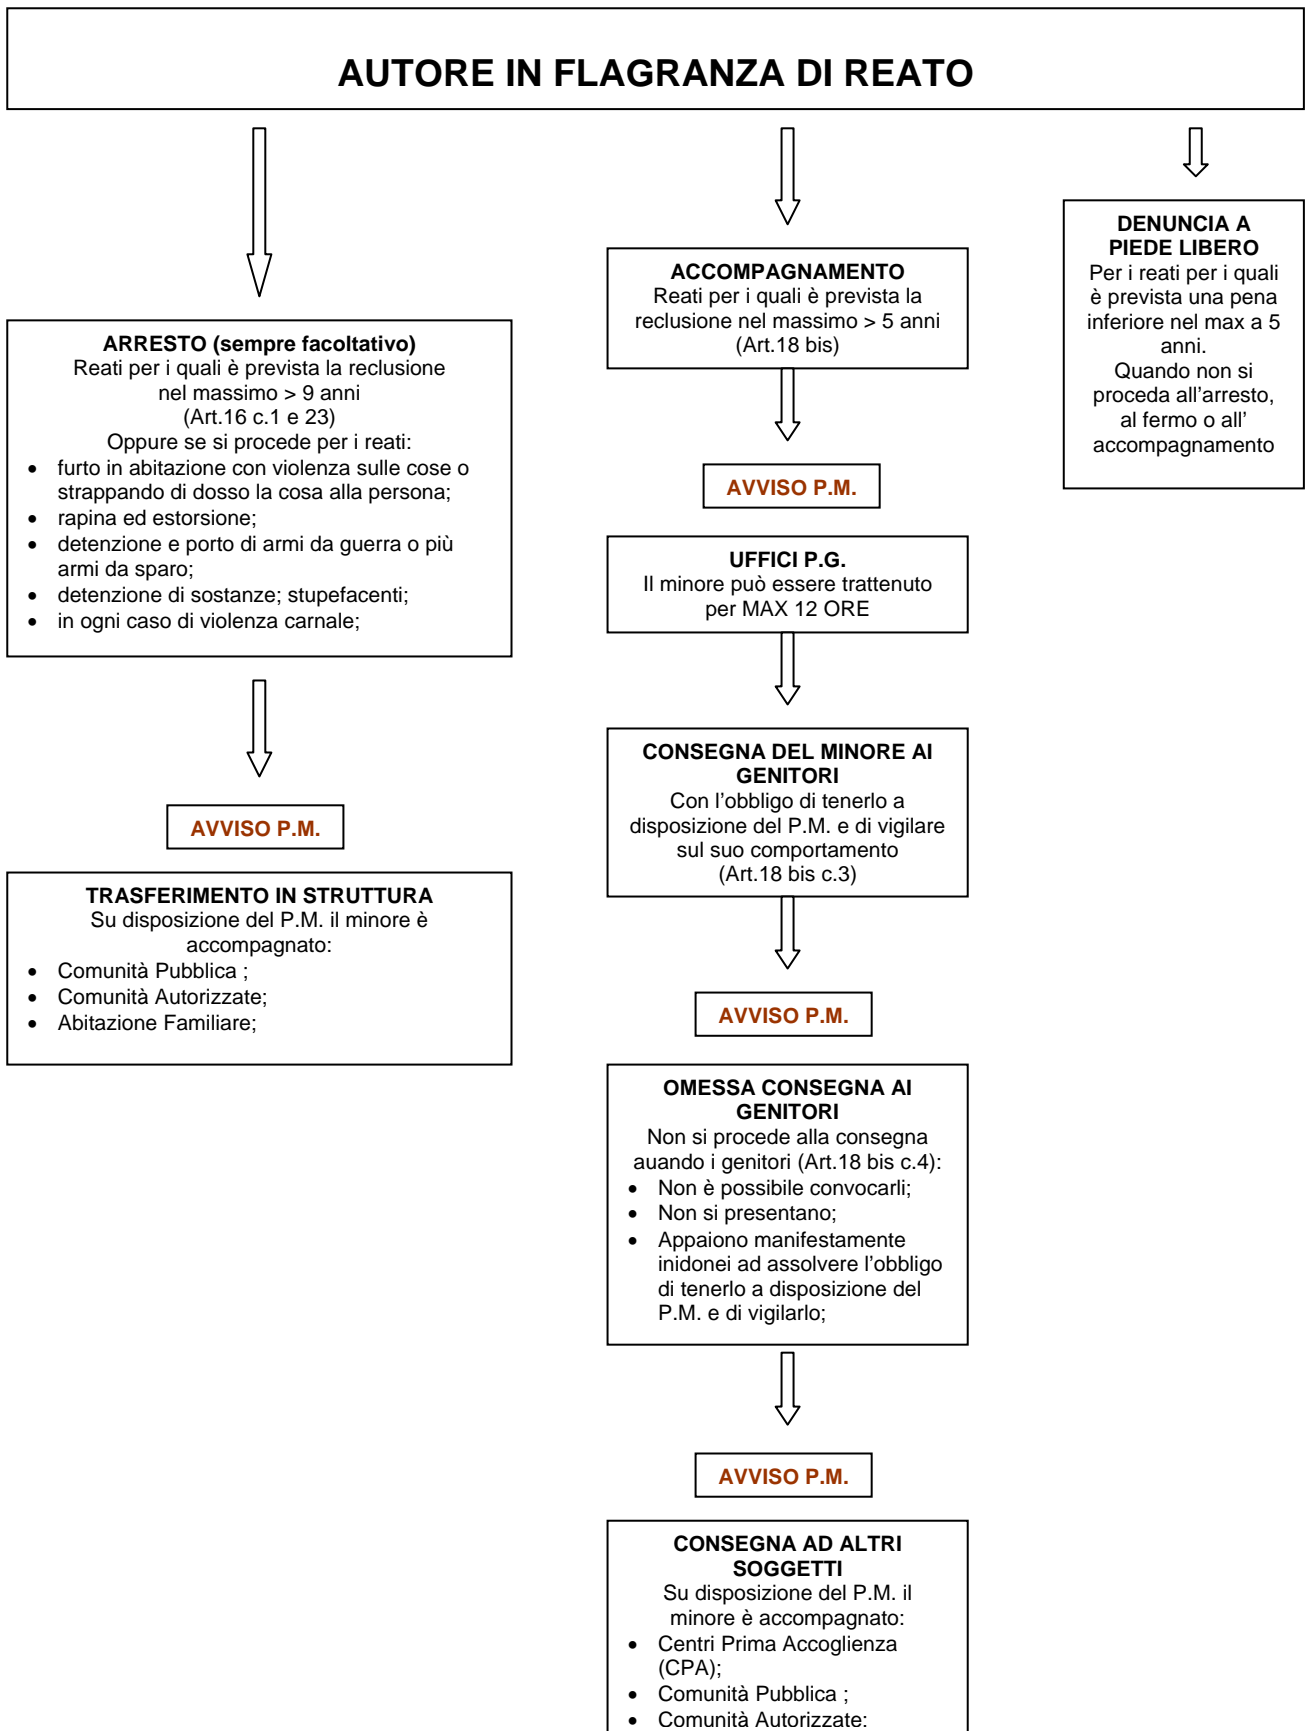 AUTORE IN FLAGRANZA DI REATO
ARRESTO (sempre facoltativo)
Reati per i quali è prevista la reclusione
nel massimo > 9 anni
(Art.16 c.1 e 23)
Oppure se si procede per i reati:
• furto in abitazione con violenza sulle cose o
strappando di dosso la cosa alla persona;
• rapina ed estorsione;
• detenzione e porto di armi da guerra o più
armi da sparo;
• detenzione di sostanze; stupefacenti;
• in ogni caso di violenza carnale;
AVVISO P.M.
TRASFERIMENTO IN STRUTTURA
Su disposizione del P.M. il minore è
accompagnato:
• Comunità Pubblica ;
• Comunità Autorizzate;
• Abitazione Familiare;
ACCOMPAGNAMENTO
Reati per i quali è prevista la
reclusione nel massimo > 5 anni
(Art.18 bis)
AVVISO P.M.
UFFICI P.G.
Il minore può essere trattenuto
per MAX 12 ORE
CONSEGNA DEL MINORE AI
GENITORI
Con l’obbligo di tenerlo a
disposizione del P.M. e di vigilare
sul suo comportamento
(Art.18 bis c.3)
AVVISO P.M.
OMESSA CONSEGNA AI
GENITORI
Non si procede alla consegna
auando i genitori (Art.18 bis c.4):
• Non è possibile convocarli;
• Non si presentano;
• Appaiono manifestamente
inidonei ad assolvere l’obbligo
di tenerlo a disposizione del
P.M. e di vigilarlo;
AVVISO P.M.
CONSEGNA AD ALTRI
SOGGETTI
Su disposizione del P.M. il
minore è accompagnato:
• Centri Prima Accoglienza
(CPA);
• Comunità Pubblica ;
• Comunità Autorizzate;
DENUNCIA A
PIEDE LIBERO
Per i reati per i quali
è prevista una pena
inferiore nel max a 5
anni.
Quando non si
proceda all’arresto,
al fermo o all’
accompagnamento